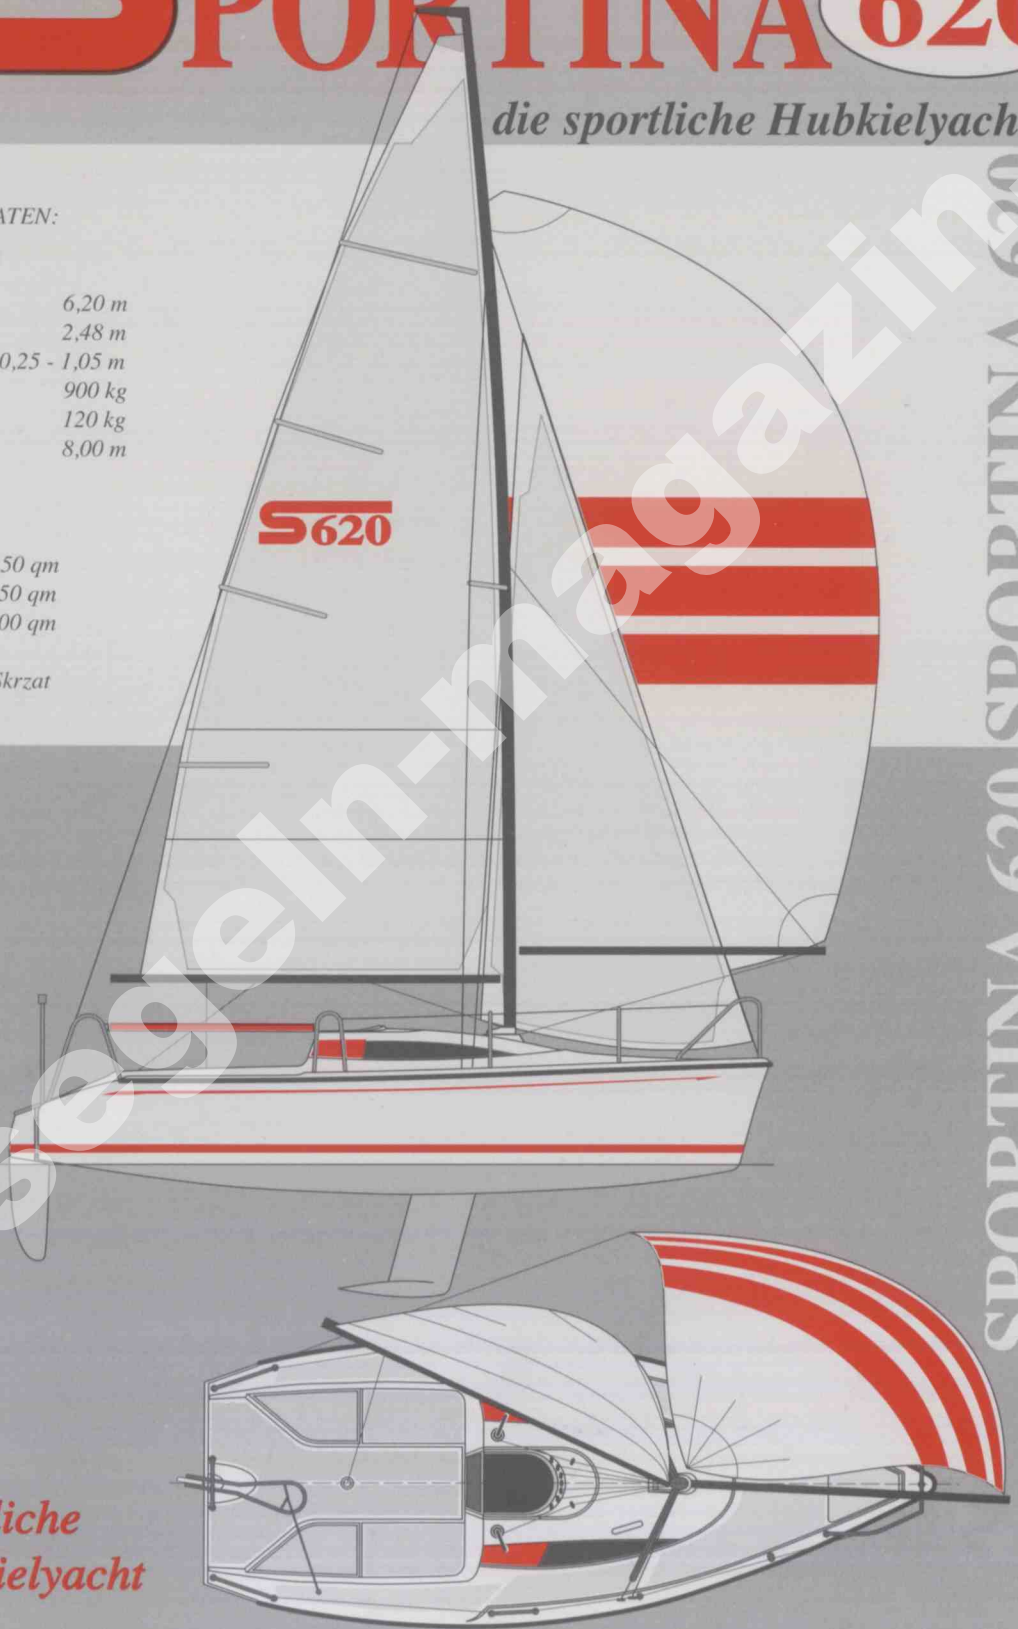 SPORTINA 620
die sportliche Hubkielyach
ATEN:
6,20 m
2,48 m
0,25 - 1,05 m
900 kg
120 kg
8,00 m
50 qm
50 qm
00 qm
Skrzat
S620
SPORTINA 620 SPORTINA 620
segeln-magazin
liche
ielyacht